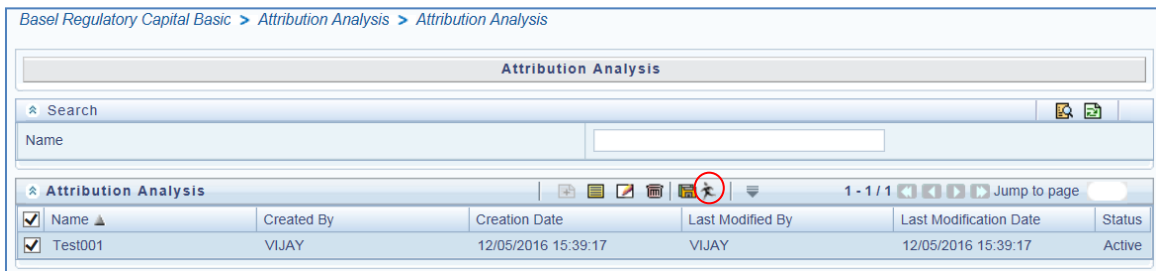 Basel Regulatory Capital Basic > Attribution Analysis > Attribution Analysis
Attribution Analysis
Search
Name
Attribution Analysis 1 - 1 / 1 Jump to page
Name Created By Creation Date Last Modified By Last Modification Date Status
Test001 VIJAY 12/05/2016 15:39:17 VIJAY 12/05/2016 15:39:17 Active